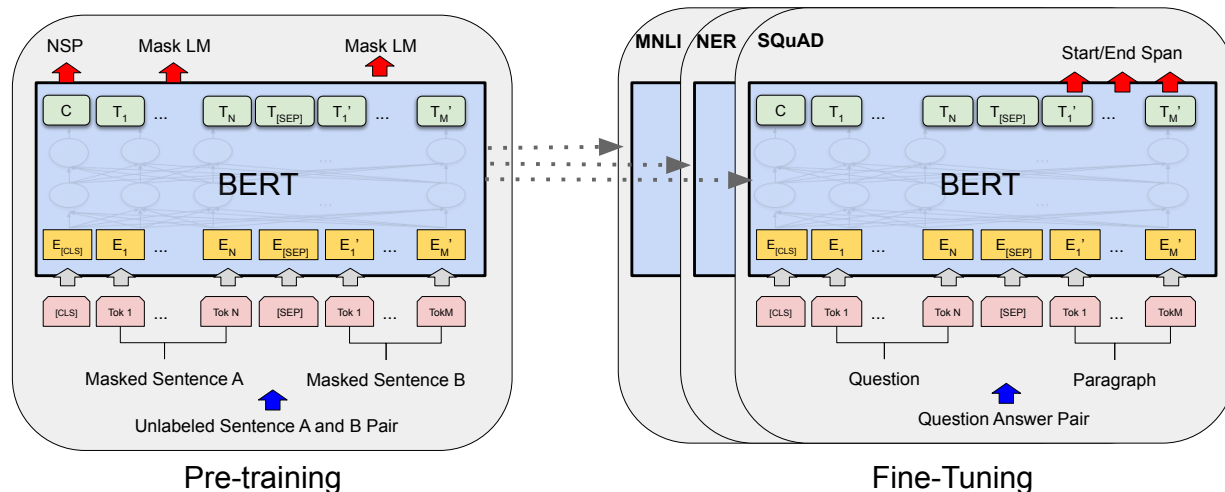 NSP Mask LM Mask LM
C T1 ... TN T[SEP] T1’ ... TM’
...
BERT
...
E[CLS] E1 ... EN E[SEP] E1’ ... EM’
[CLS] Tok 1 ... Tok N [SEP] Tok 1 ... TokM
Masked Sentence A Masked Sentence B
Unlabeled Sentence A and B Pair
Pre-training
MNLI NER SQuAD
Start/End Span
C T1 ... TN T[SEP] T1’ ... TM’
...
BERT
...
E[CLS] E1 ... EN E[SEP] E1’ ... EM’
[CLS] Tok 1 ... Tok N [SEP] Tok 1 ... TokM
Question Paragraph
Question Answer Pair
Fine-Tuning